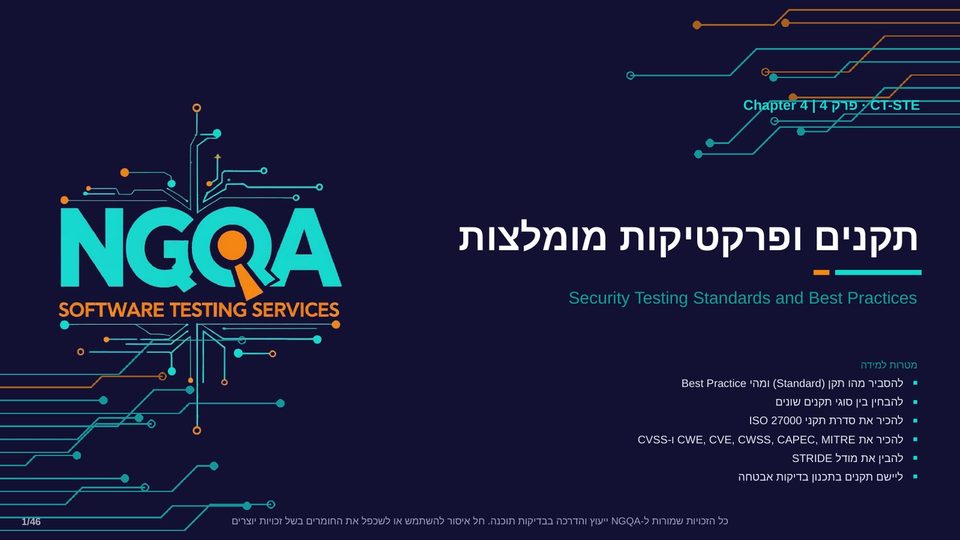 CT-STE · פרק 4 | Chapter 4
NGQA
SOFTWARE TESTING SERVICES
תקנים ופרקטיקות מומלצות
Security Testing Standards and Best Practices
מטרות למידה
▪ להסביר מהו תקן (Standard) ומהי Best Practice
▪ להבחין בין סוגי תקנים שונים
▪ להכיר את סדרת תקני ISO 27000
▪ להכיר את CWE, CVE, CWSS, CAPEC, MITRE ו-CVSS
▪ להבין את מודל STRIDE
▪ ליישם תקנים בתכנון בדיקות אבטחה
כל הזכויות שמורות ל-NGQA ייעוץ והדרכה בבדיקות תוכנה. חל איסור להשתמש או לשכפל את החומרים בשל זכויות יוצרים
1/46